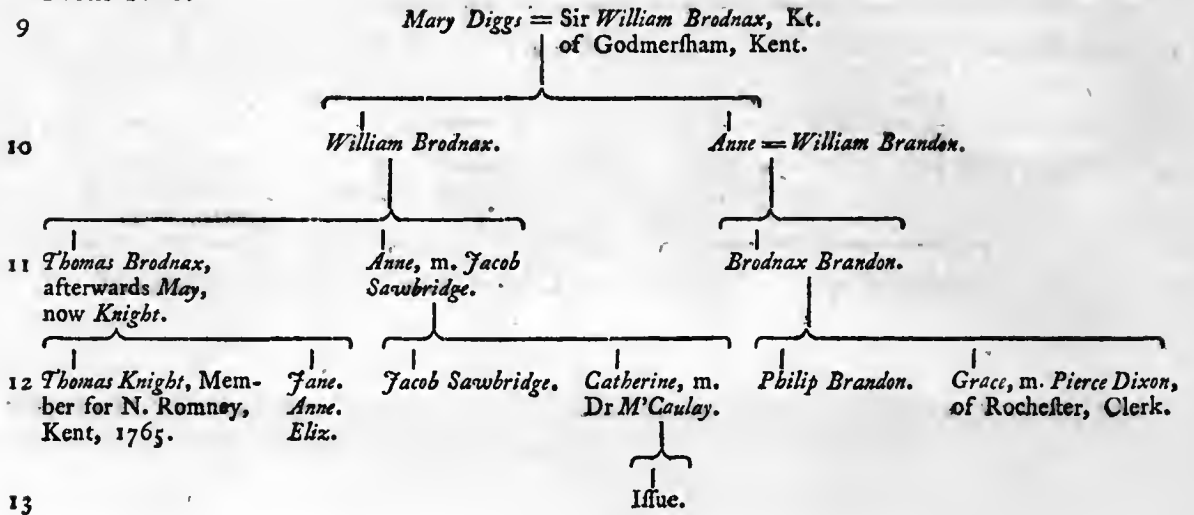 9 Mary Diggs = Sir William Brodnax, Kt.
of Godmerſham, Kent.
10 William Brodnax. Anne = William Brandon.
11 Thomas Brodnax, Anne, m. Jacob Brodnax Brandon.
afterwards May, Sawbridge.
now Knight.
12 Thomas Knight, Mem- Jane. Jacob Sawbridge. Catherine, m. Philip Brandon. Grace, m. Pierce Dixon,
ber for N. Romney, Anne. Dr M'Caulay. of Rocheſter, Clerk.
Kent, 1765. Eliz.
Iſſue.
13